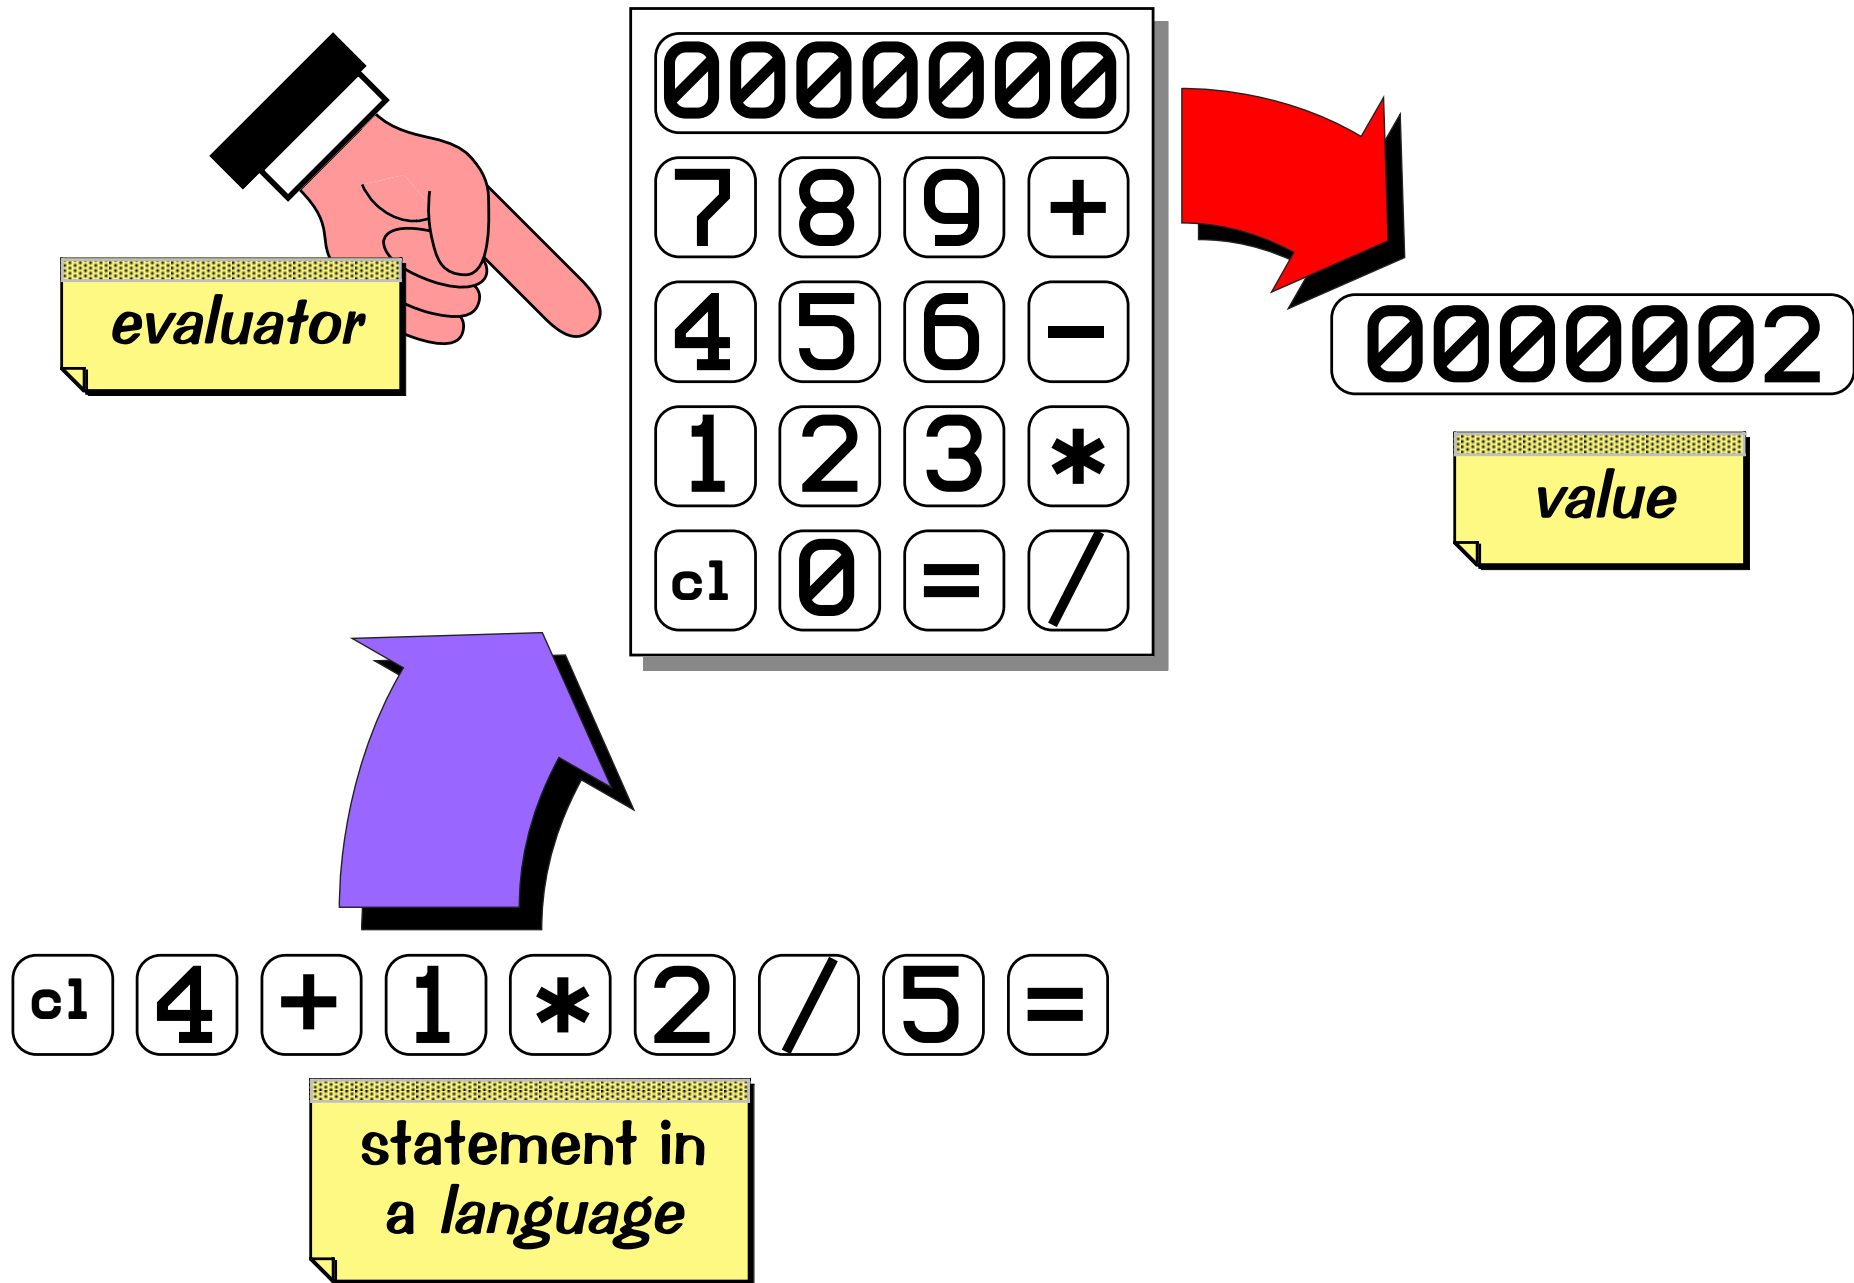 0000000
7 8 9 +
evaluator
4 5 6 -
0000002
1 2 3 *
value
cl 0 = /
cl 4 + 1 * 2 / 5 =
statement in
a language